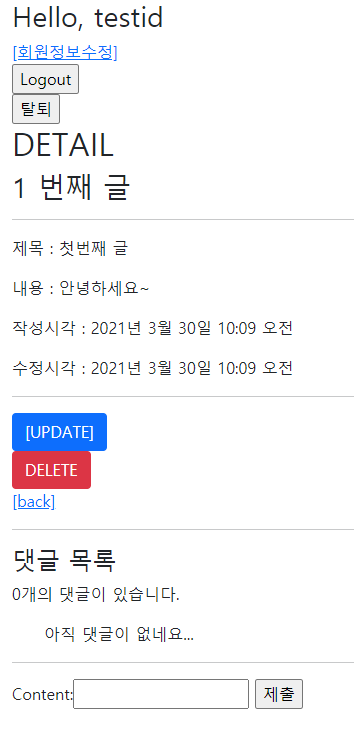 Hello, testid
[회원정보수정]
Logout
탈퇴
DETAIL
1 번째 글
제목 : 첫번째 글
내용 : 안녕하세요~
작성시각 : 2021년 3월 30일 10:09 오전
수정시각 : 2021년 3월 30일 10:09 오전
[UPDATE]
DELETE
[back]
댓글 목록
0개의 댓글이 있습니다.
아직 댓글이 없네요...
Content: 제출